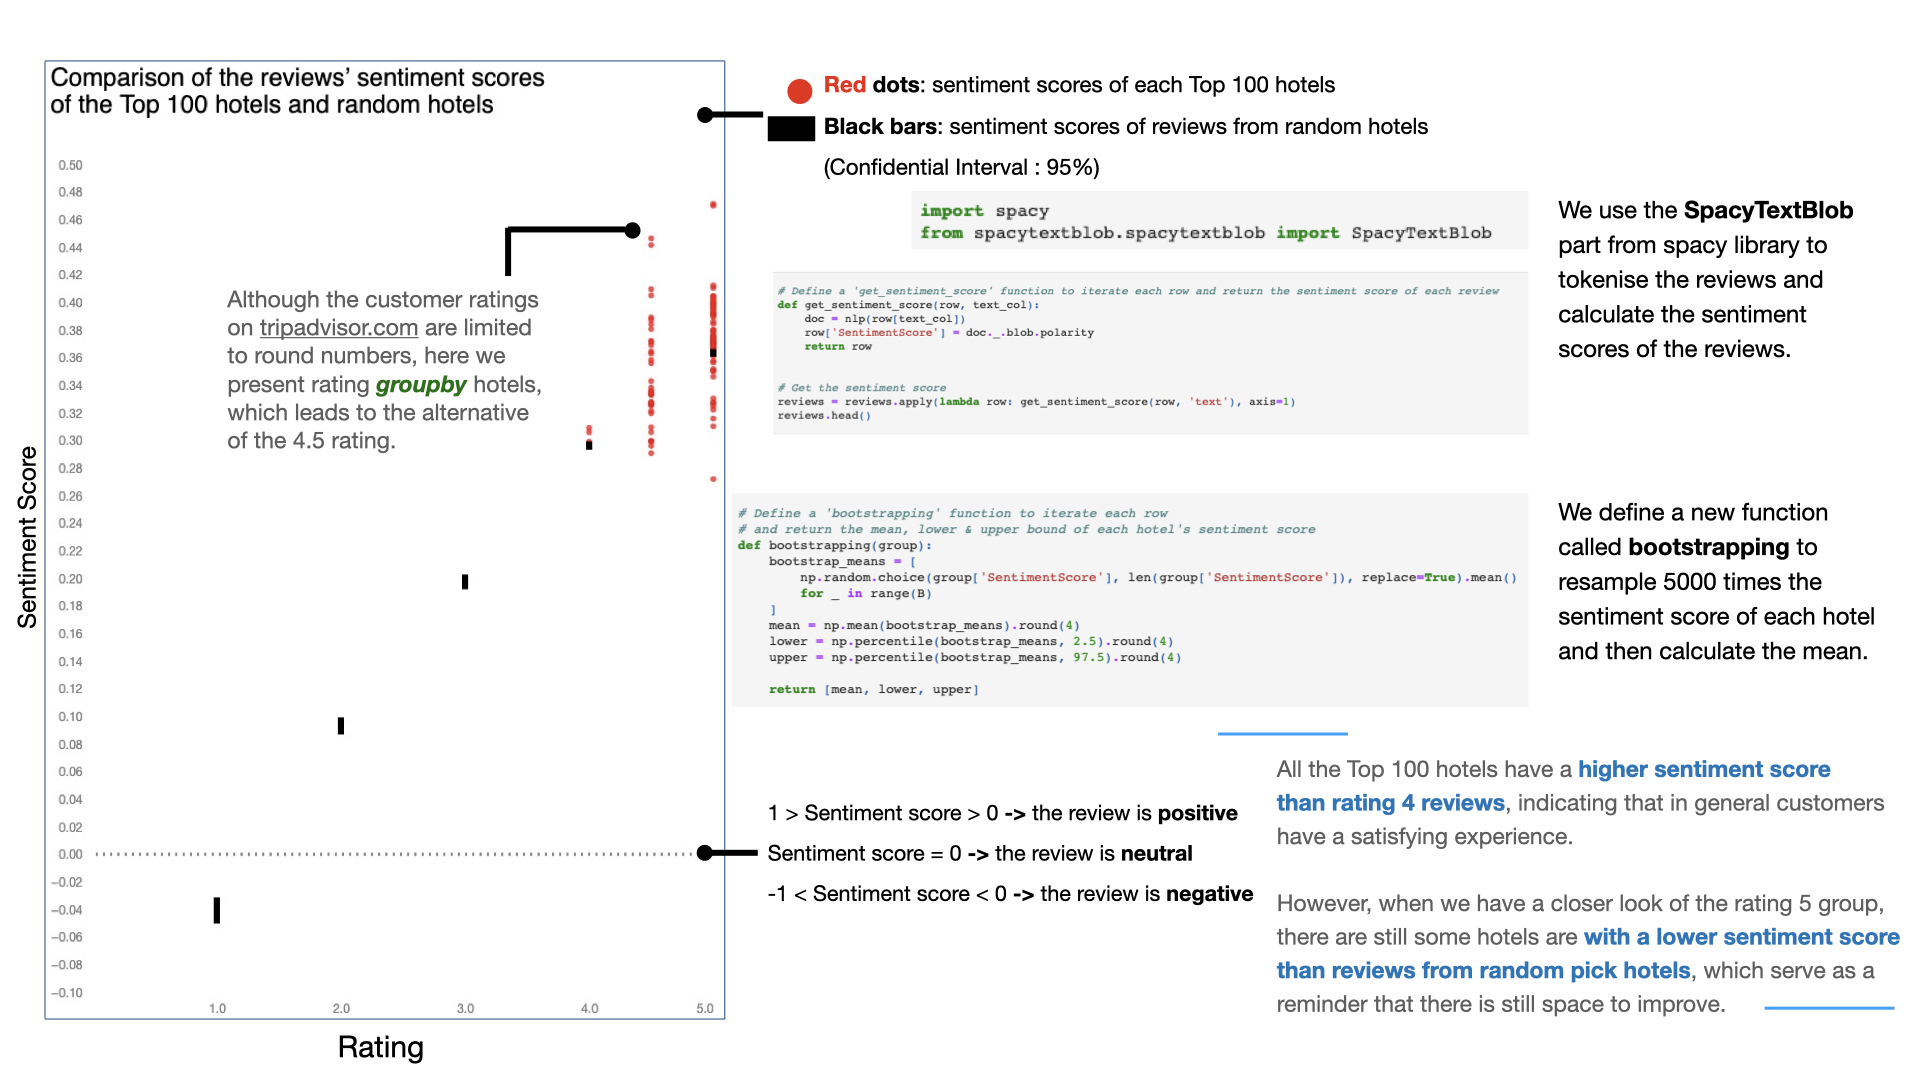 Comparison of the reviews’ sentiment scores
of the Top 100 hotels and random hotels
Red dots: sentiment scores of each Top 100 hotels
Black bars: sentiment scores of reviews from random hotels
(Confidential Interval : 95%)
0.50
0.48
0.46
0.44
0.42
0.40
0.38
0.36
0.34
0.32
0.30
0.28
0.26
0.24
0.22
0.20
0.18
0.16
0.14
0.12
0.10
0.08
0.06
0.04
0.02
0.00
−0.02
−0.04
−0.06
−0.08
−0.10
1.0 2.0 3.0 4.0 5.0
Sentiment Score
Rating
Although the customer ratings
on tripadvisor.com are limited
to round numbers, here we
present rating groupby hotels,
which leads to the alternative
of the 4.5 rating.
import spacy
from spacytextblob.spacytextblob import SpacyTextBlob
# Define a 'get_sentiment_score' function to iterate each row and return the sentiment score of each review
def get_sentiment_score(row, text_col):
    doc = nlp(row[text_col])
    row['SentimentScore'] = doc._.blob.polarity
    return row
# Get the sentiment score
reviews = reviews.apply(lambda row: get_sentiment_score(row, 'text'), axis=1)
reviews.head()
We use the SpacyTextBlob
part from spacy library to
tokenise the reviews and
calculate the sentiment
scores of the reviews.
# Define a 'bootstrapping' function to iterate each row
# and return the mean, lower & upper bound of each hotel's sentiment score
def bootstrapping(group):
    bootstrap_means = [
        np.random.choice(group['SentimentScore'], len(group['SentimentScore']), replace=True).mean()
        for _ in range(B)
    ]
    mean = np.mean(bootstrap_means).round(4)
    lower = np.percentile(bootstrap_means, 2.5).round(4)
    upper = np.percentile(bootstrap_means, 97.5).round(4)
    return [mean, lower, upper]
We define a new function
called bootstrapping to
resample 5000 times the
sentiment score of each hotel
and then calculate the mean.
1 > Sentiment score > 0 -> the review is positive
Sentiment score = 0 -> the review is neutral
-1 < Sentiment score < 0 -> the review is negative
All the Top 100 hotels have a higher sentiment score
than rating 4 reviews, indicating that in general customers
have a satisfying experience.
However, when we have a closer look of the rating 5 group,
there are still some hotels are with a lower sentiment score
than reviews from random pick hotels, which serve as a
reminder that there is still space to improve.